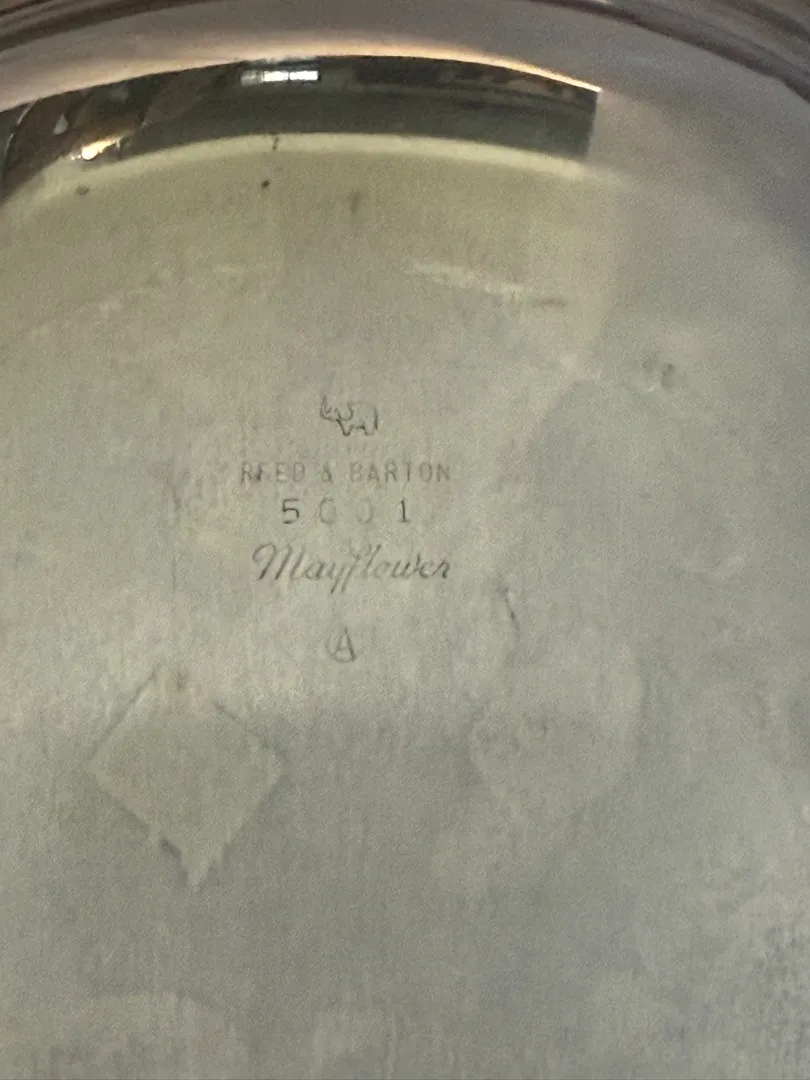 REED & BARTON
5001
Mayflower
A